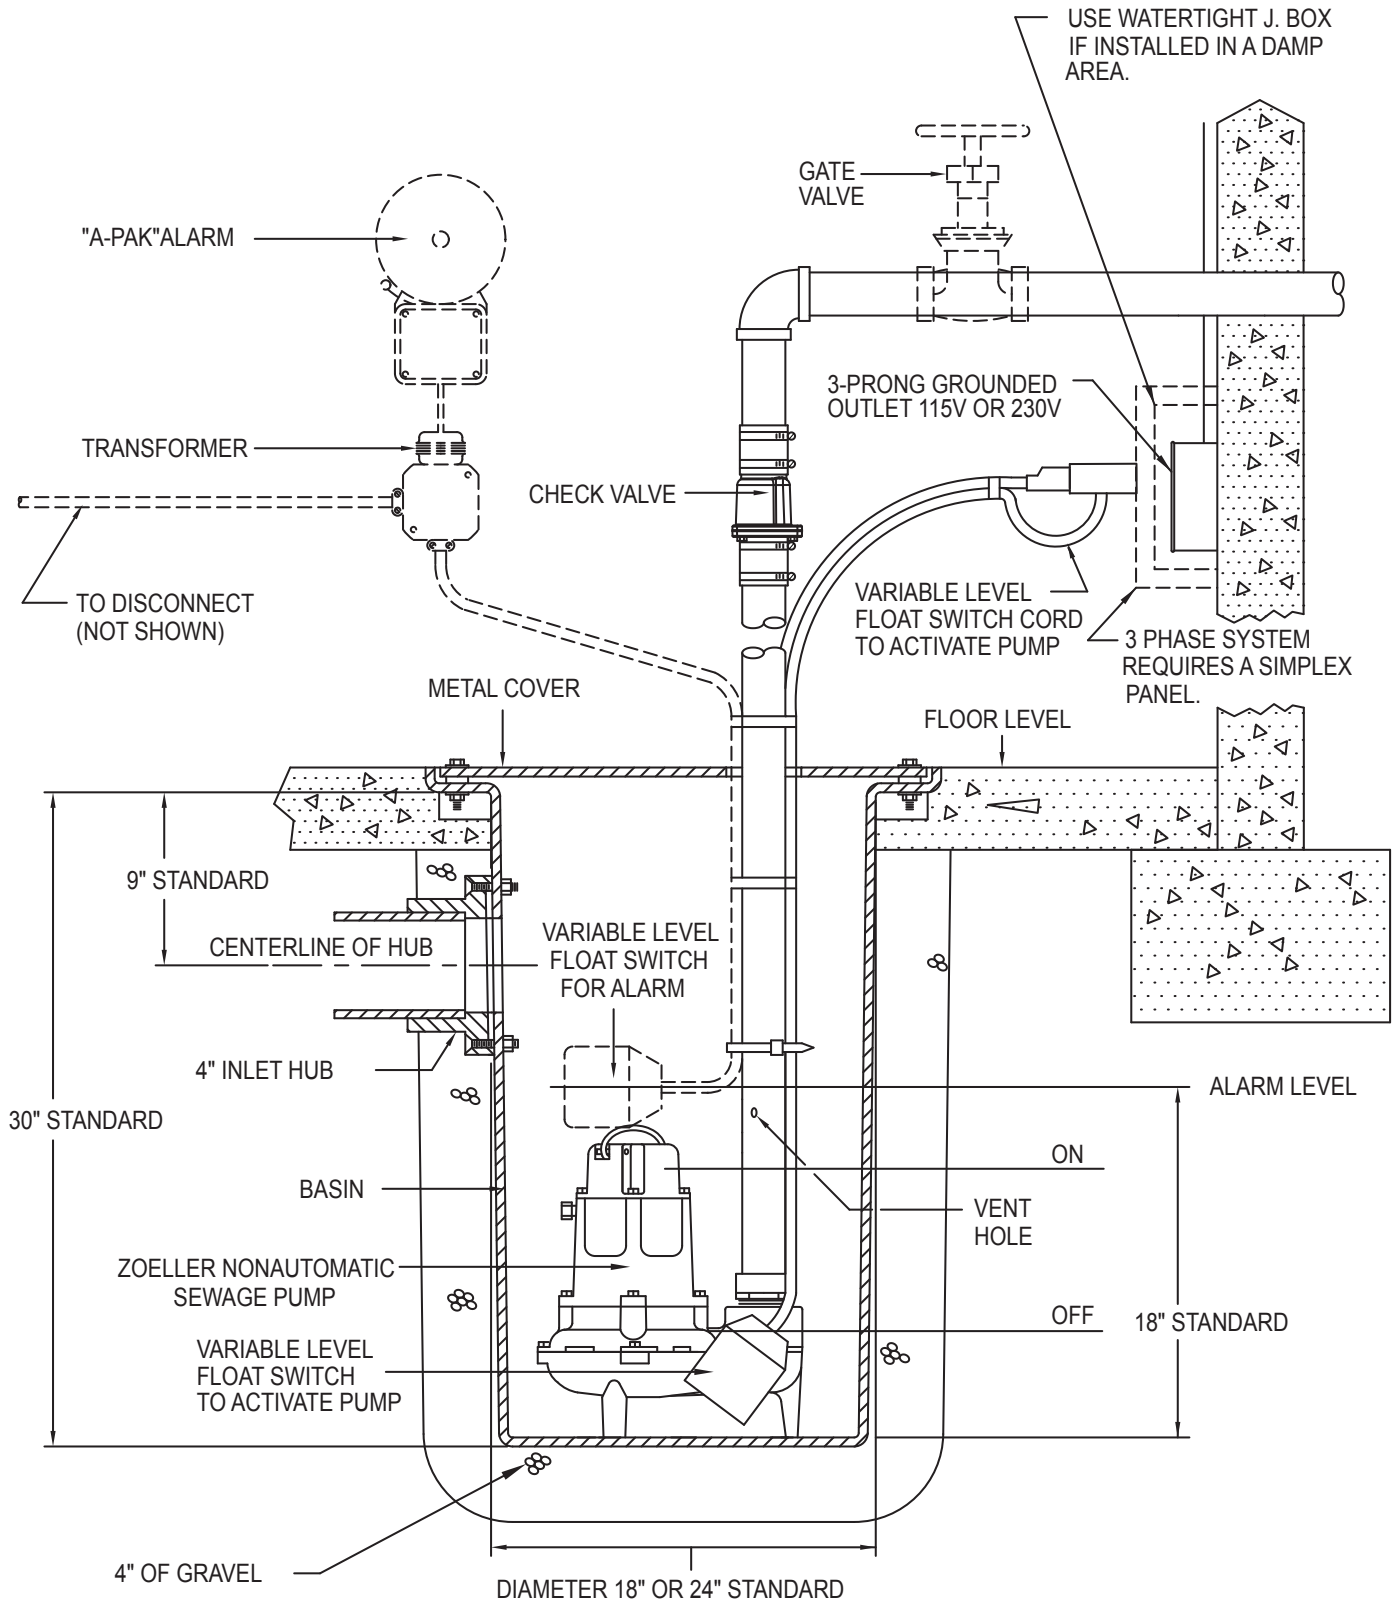 USE WATERTIGHT J. BOX
IF INSTALLED IN A DAMP
AREA.
GATE
VALVE
"A-PAK"ALARM
3-PRONG GROUNDED
OUTLET 115V OR 230V
TRANSFORMER
CHECK VALVE
VARIABLE LEVEL
FLOAT SWITCH CORD
TO ACTIVATE PUMP
TO DISCONNECT
(NOT SHOWN)
3 PHASE SYSTEM
REQUIRES A SIMPLEX
PANEL.
METAL COVER
FLOOR LEVEL
9" STANDARD
CENTERLINE OF HUB
VARIABLE LEVEL
FLOAT SWITCH
FOR ALARM
4" INLET HUB
ALARM LEVEL
30" STANDARD
ON
BASIN
VENT
HOLE
ZOELLER NONAUTOMATIC
SEWAGE PUMP
OFF
18" STANDARD
VARIABLE LEVEL
FLOAT SWITCH
TO ACTIVATE PUMP
4" OF GRAVEL
DIAMETER 18" OR 24" STANDARD